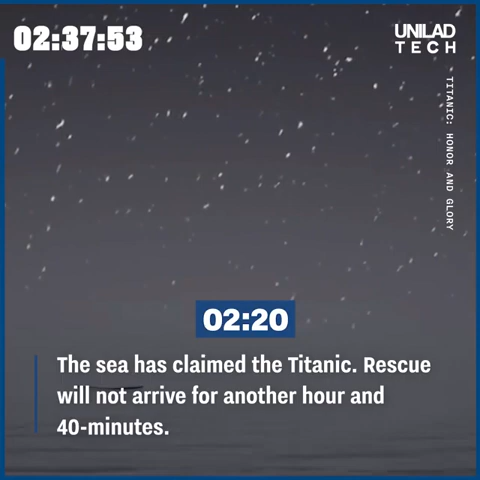 02:37:53
UNILAD
TECH
TITANIC: HONOR AND GLORY
02:20
The sea has claimed the Titanic. Rescue
will not arrive for another hour and
40-minutes.